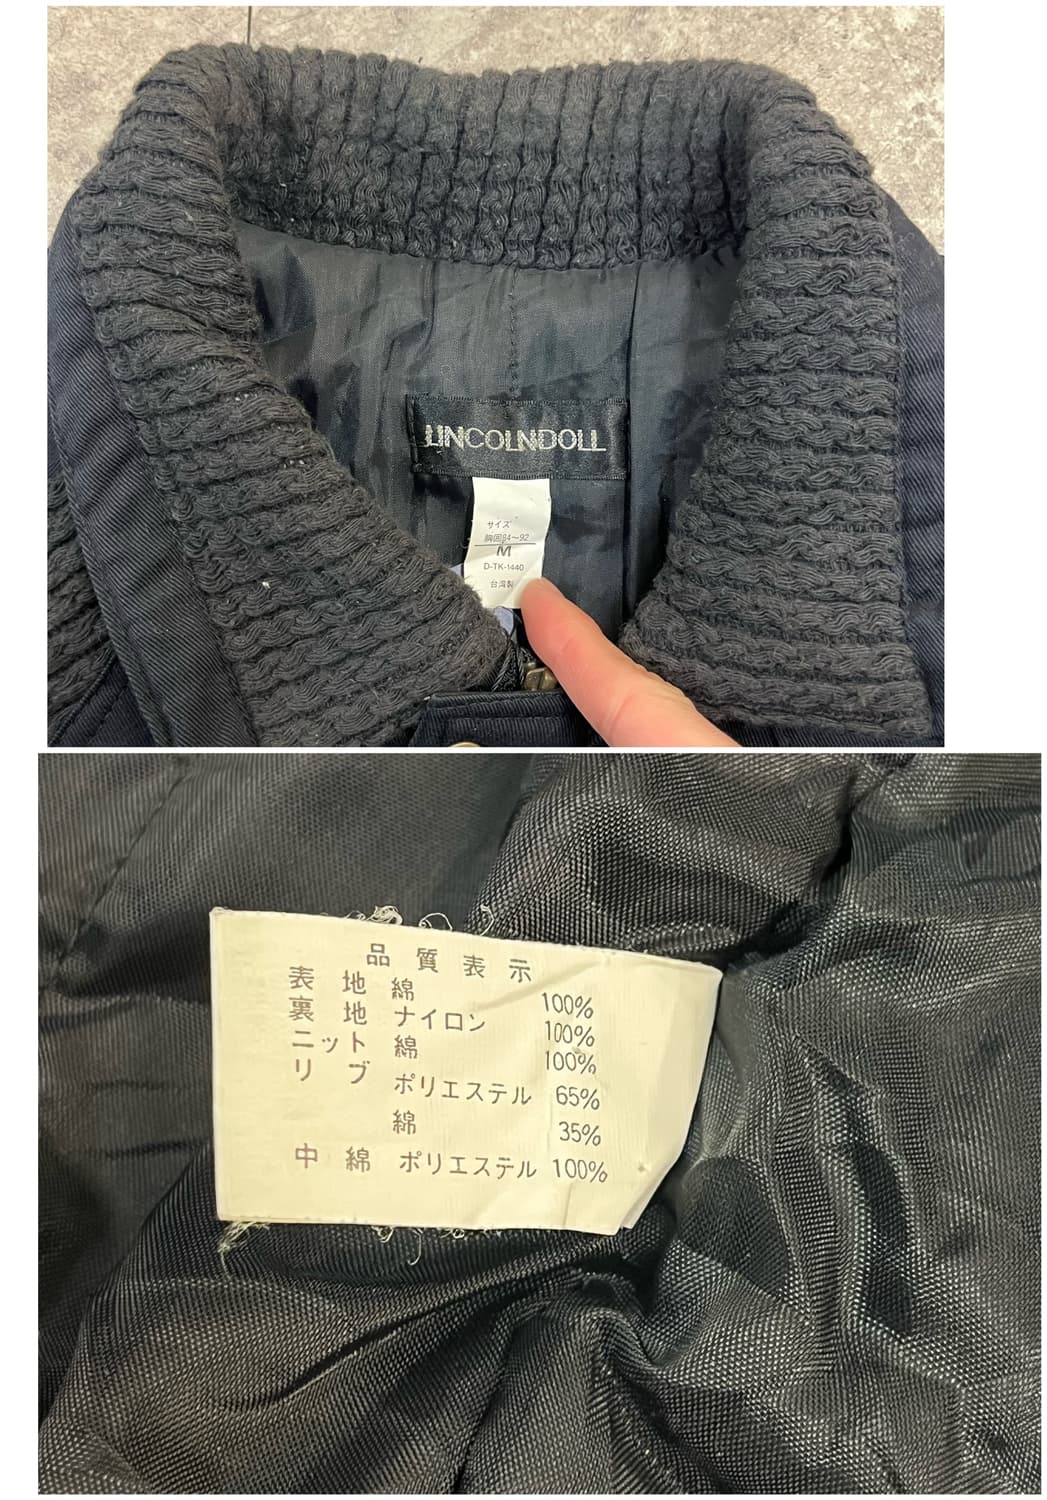 LINCOLNDOLL
サイズ
胸囲84～92
M
D-TK-1440
台湾製
品質表示
表地 綿 100%
裏地 ナイロン 100%
ニット 綿 100%
リブ ポリエステル 65%
綿 35%
中綿 ポリエステル 100%